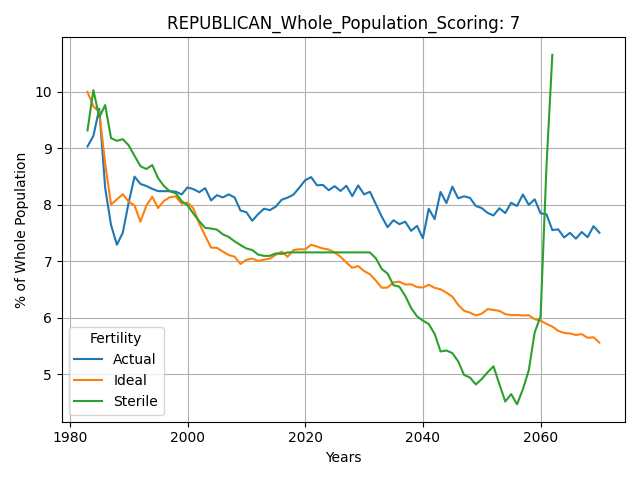 REPUBLICAN_Whole_Population_Scoring: 7
10
9
8
7
6
5
% of Whole Population
Fertility
Actual
Ideal
Sterile
1980
2000
2020
2040
2060
Years